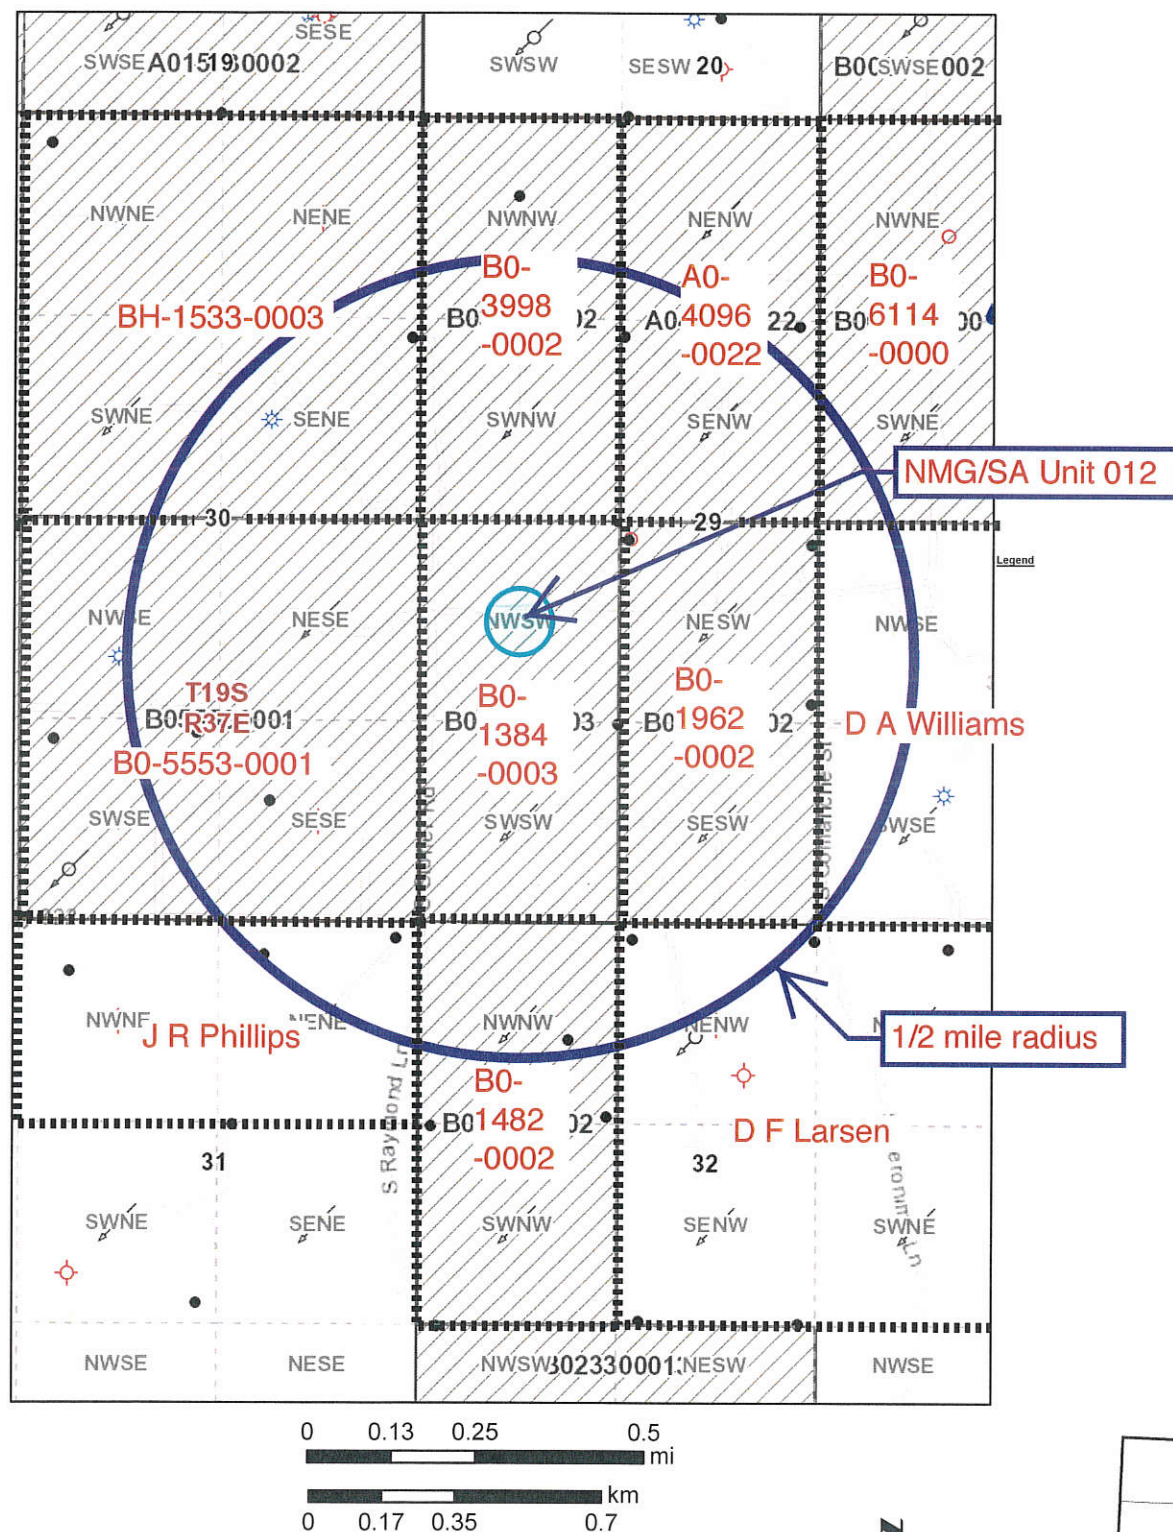 SESE
SWSE A01519 0002
SWSW
SESW 20
B00 SWSE 002
NWNE
NENE
NWNW
NENW
NWNE
BH-1533-0003
B0-
3998
-0002
A0-
4096
-0022
B0-
6114
-0000
SWNE
SENE
SWNW
SENW
SWNE
NMG/SA Unit 012
30
29
Legend
NWSE
NESE
NWSW
NESW
NWSE
T19S
R37E
B0-5553-0001
B0-
1384
-0003
B0-
1962
-0002
D A Williams
SWSE
SESE
SWSW
SESW
SWSE
NENE
NWNW
NENW
J R Phillips
1/2 mile radius
S Raymond Ln
B0-
1482
-0002
D F Larsen
31
32
SWNE
SENE
SWNW
SENW
SWNE
Ln
NWSE
NESE
NWSW
NESW
NWSE
0 0.13 0.25 0.5
mi
km
0 0.17 0.35 0.7